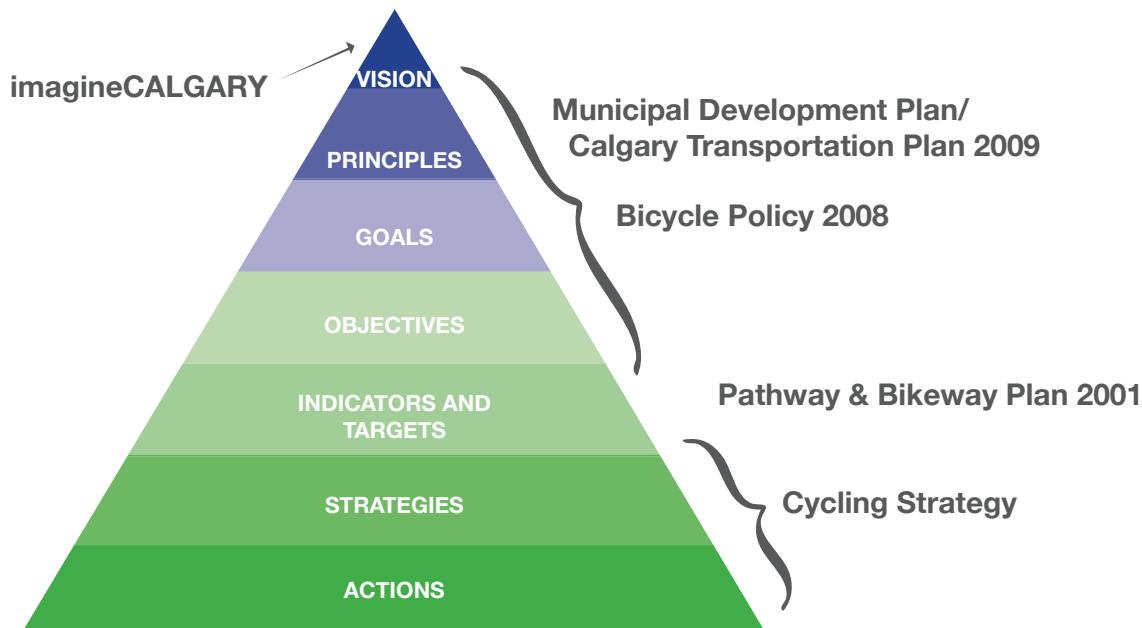 imagineCALGARY
VISION
PRINCIPLES
GOALS
OBJECTIVES
INDICATORS AND
TARGETS
STRATEGIES
ACTIONS
Municipal Development Plan/
Calgary Transportation Plan 2009
Bicycle Policy 2008
Pathway & Bikeway Plan 2001
Cycling Strategy